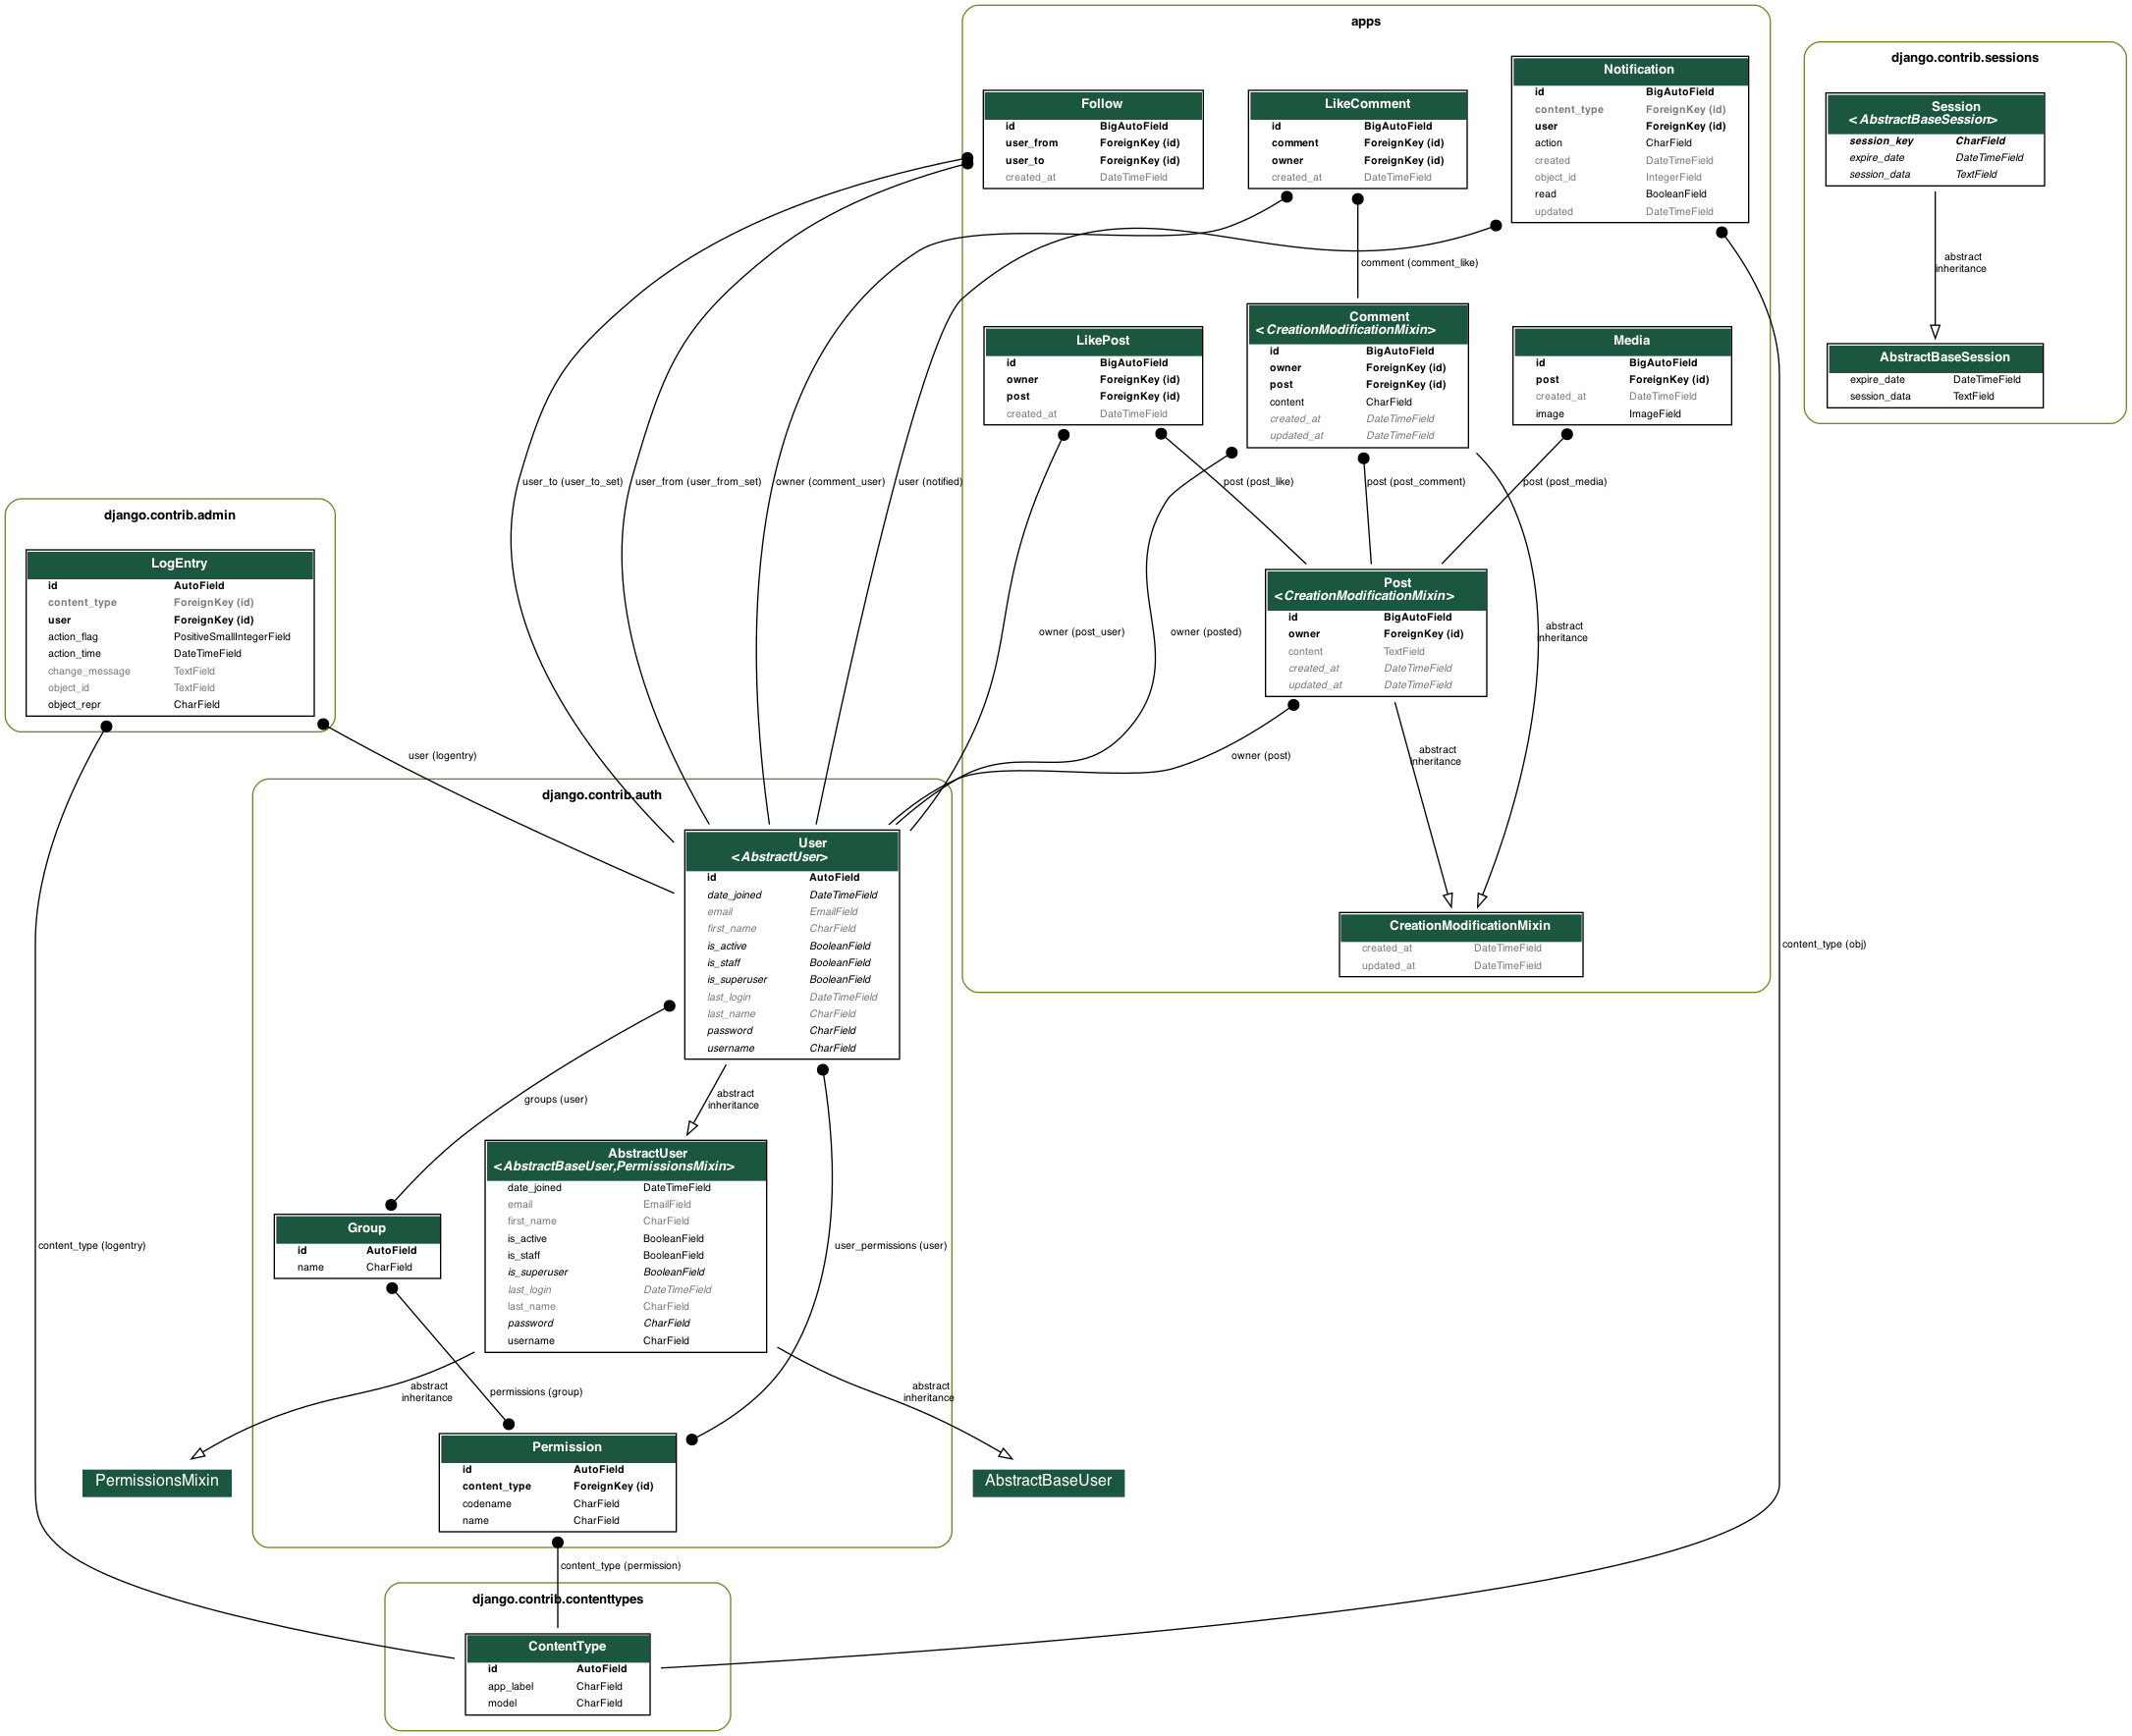 apps
Follow
id BigAutoField
user_from ForeignKey (id)
user_to ForeignKey (id)
created_at DateTimeField
LikeComment
id BigAutoField
comment ForeignKey (id)
owner ForeignKey (id)
created_at DateTimeField
Notification
id BigAutoField
content_type ForeignKey (id)
user ForeignKey (id)
action CharField
created DateTimeField
object_id IntegerField
read BooleanField
updated DateTimeField
django.contrib.sessions
Session
<AbstractBaseSession>
session_key CharField
expire_date DateTimeField
session_data TextField
abstract
inheritance
AbstractBaseSession
expire_date DateTimeField
session_data TextField
comment (comment_like)
LikePost
id BigAutoField
owner ForeignKey (id)
post ForeignKey (id)
created_at DateTimeField
Comment
<CreationModificationMixin>
id BigAutoField
owner ForeignKey (id)
post ForeignKey (id)
content CharField
created_at DateTimeField
updated_at DateTimeField
Media
id BigAutoField
post ForeignKey (id)
created_at DateTimeField
image ImageField
user_to (user_to_set)
user_from (user_from_set)
owner (comment_user)
user (notified)
post (post_like)
post (post_comment)
post (post_media)
django.contrib.admin
LogEntry
id AutoField
content_type ForeignKey (id)
user ForeignKey (id)
action_flag PositiveSmallIntegerField
action_time DateTimeField
change_message TextField
object_id TextField
object_repr CharField
Post
<CreationModificationMixin>
id BigAutoField
owner ForeignKey (id)
content TextField
created_at DateTimeField
updated_at DateTimeField
owner (post_user)
owner (posted)
abstract
inheritance
user (logentry)
owner (post)
abstract
inheritance
django.contrib.auth
User
<AbstractUser>
id AutoField
date_joined DateTimeField
email EmailField
first_name CharField
is_active BooleanField
is_staff BooleanField
is_superuser BooleanField
last_login DateTimeField
last_name CharField
password CharField
username CharField
CreationModificationMixin
created_at DateTimeField
updated_at DateTimeField
content_type (obj)
groups (user)
abstract
inheritance
AbstractUser
<AbstractBaseUser,PermissionsMixin>
date_joined DateTimeField
email EmailField
first_name CharField
is_active BooleanField
is_staff BooleanField
is_superuser BooleanField
last_login DateTimeField
last_name CharField
password CharField
username CharField
Group
id AutoField
name CharField
content_type (logentry)
user_permissions (user)
abstract
inheritance
permissions (group)
abstract
inheritance
PermissionsMixin
Permission
id AutoField
content_type ForeignKey (id)
codename CharField
name CharField
AbstractBaseUser
content_type (permission)
django.contrib.contenttypes
ContentType
id AutoField
app_label CharField
model CharField